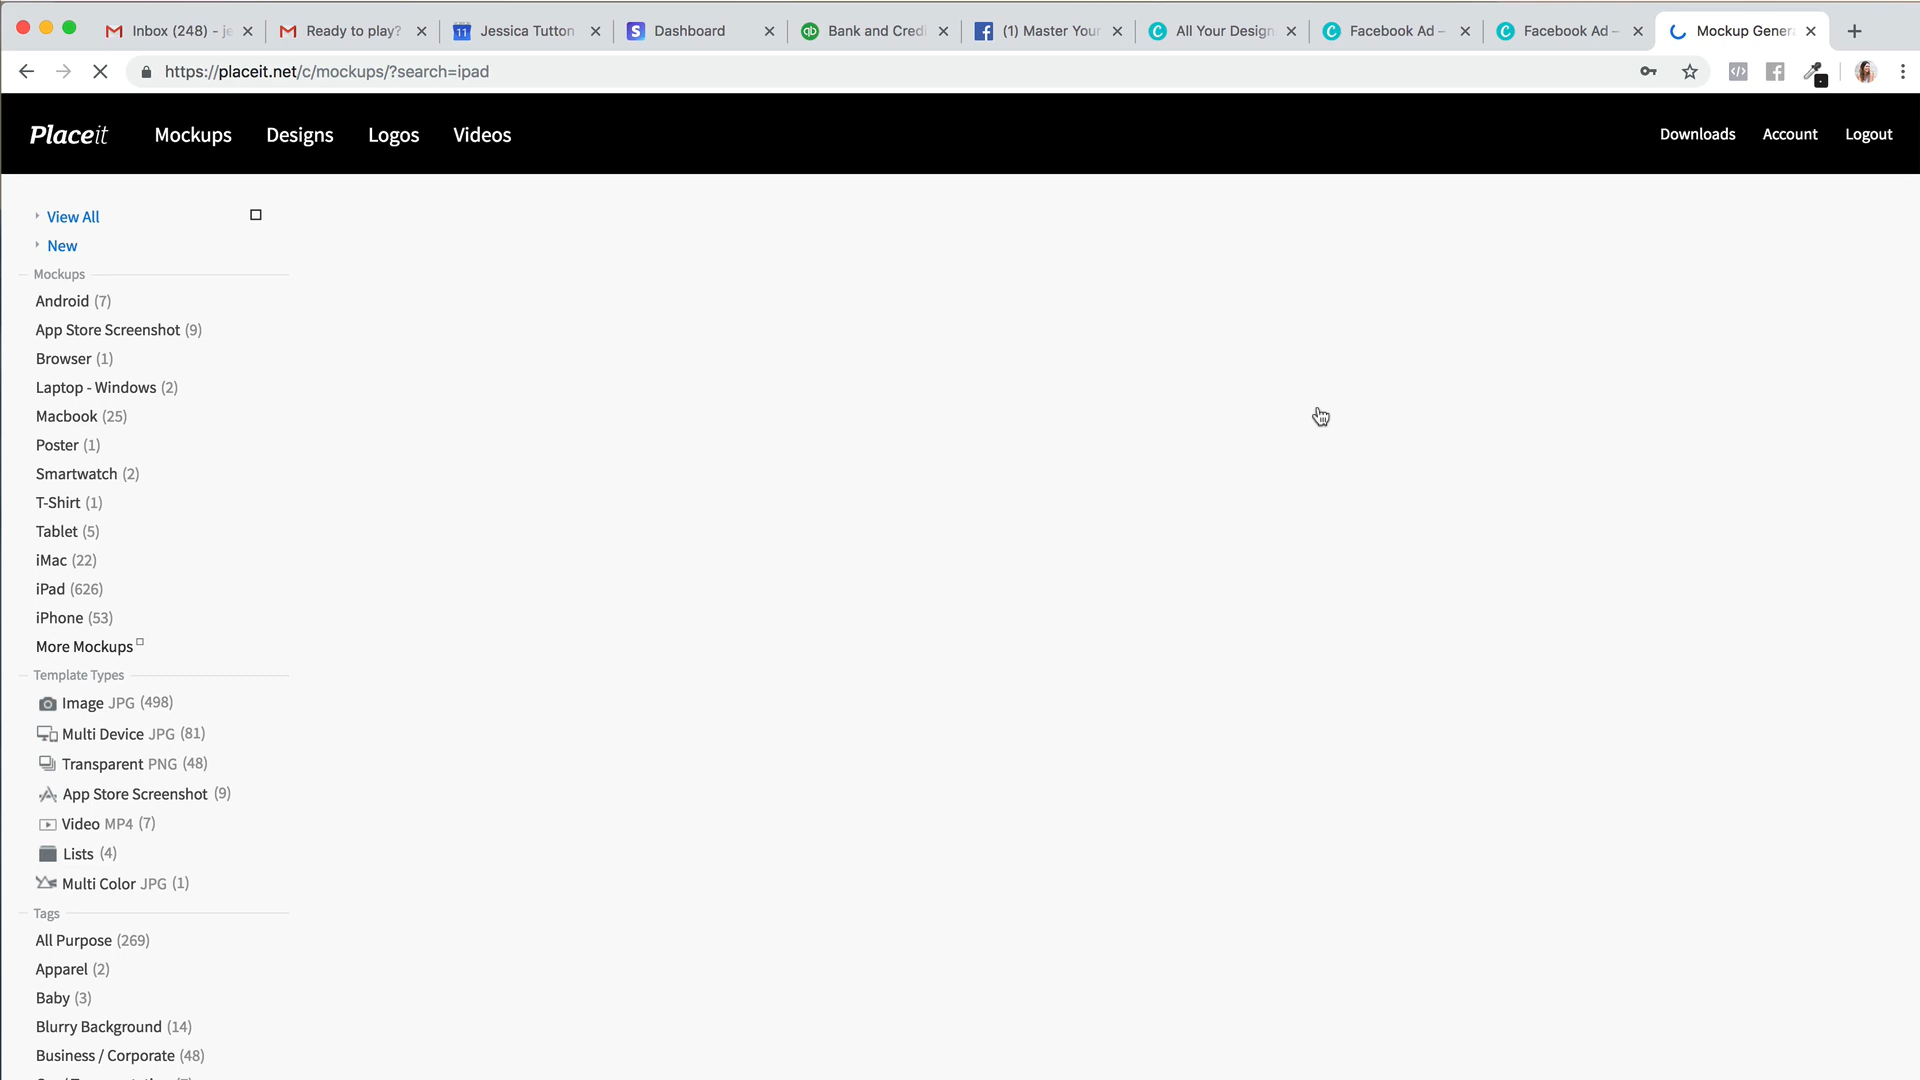 Inbox (248) - je
Ready to play?
Jessica Tutton
Dashboard
Bank and Credi
(1) Master Your
All Your Design
Facebook Ad –
Facebook Ad –
Mockup Genera
https://placeit.net/c/mockups/?search=ipad
Placeit
Mockups
Designs
Logos
Videos
Downloads
Account
Logout
View All
New
Mockups
Android (7)
App Store Screenshot (9)
Browser (1)
Laptop - Windows (2)
Macbook (25)
Poster (1)
Smartwatch (2)
T-Shirt (1)
Tablet (5)
iMac (22)
iPad (626)
iPhone (53)
More Mockups
Template Types
Image JPG (498)
Multi Device JPG (81)
Transparent PNG (48)
App Store Screenshot (9)
Video MP4 (7)
Lists (4)
Multi Color JPG (1)
Tags
All Purpose (269)
Apparel (2)
Baby (3)
Blurry Background (14)
Business / Corporate (48)